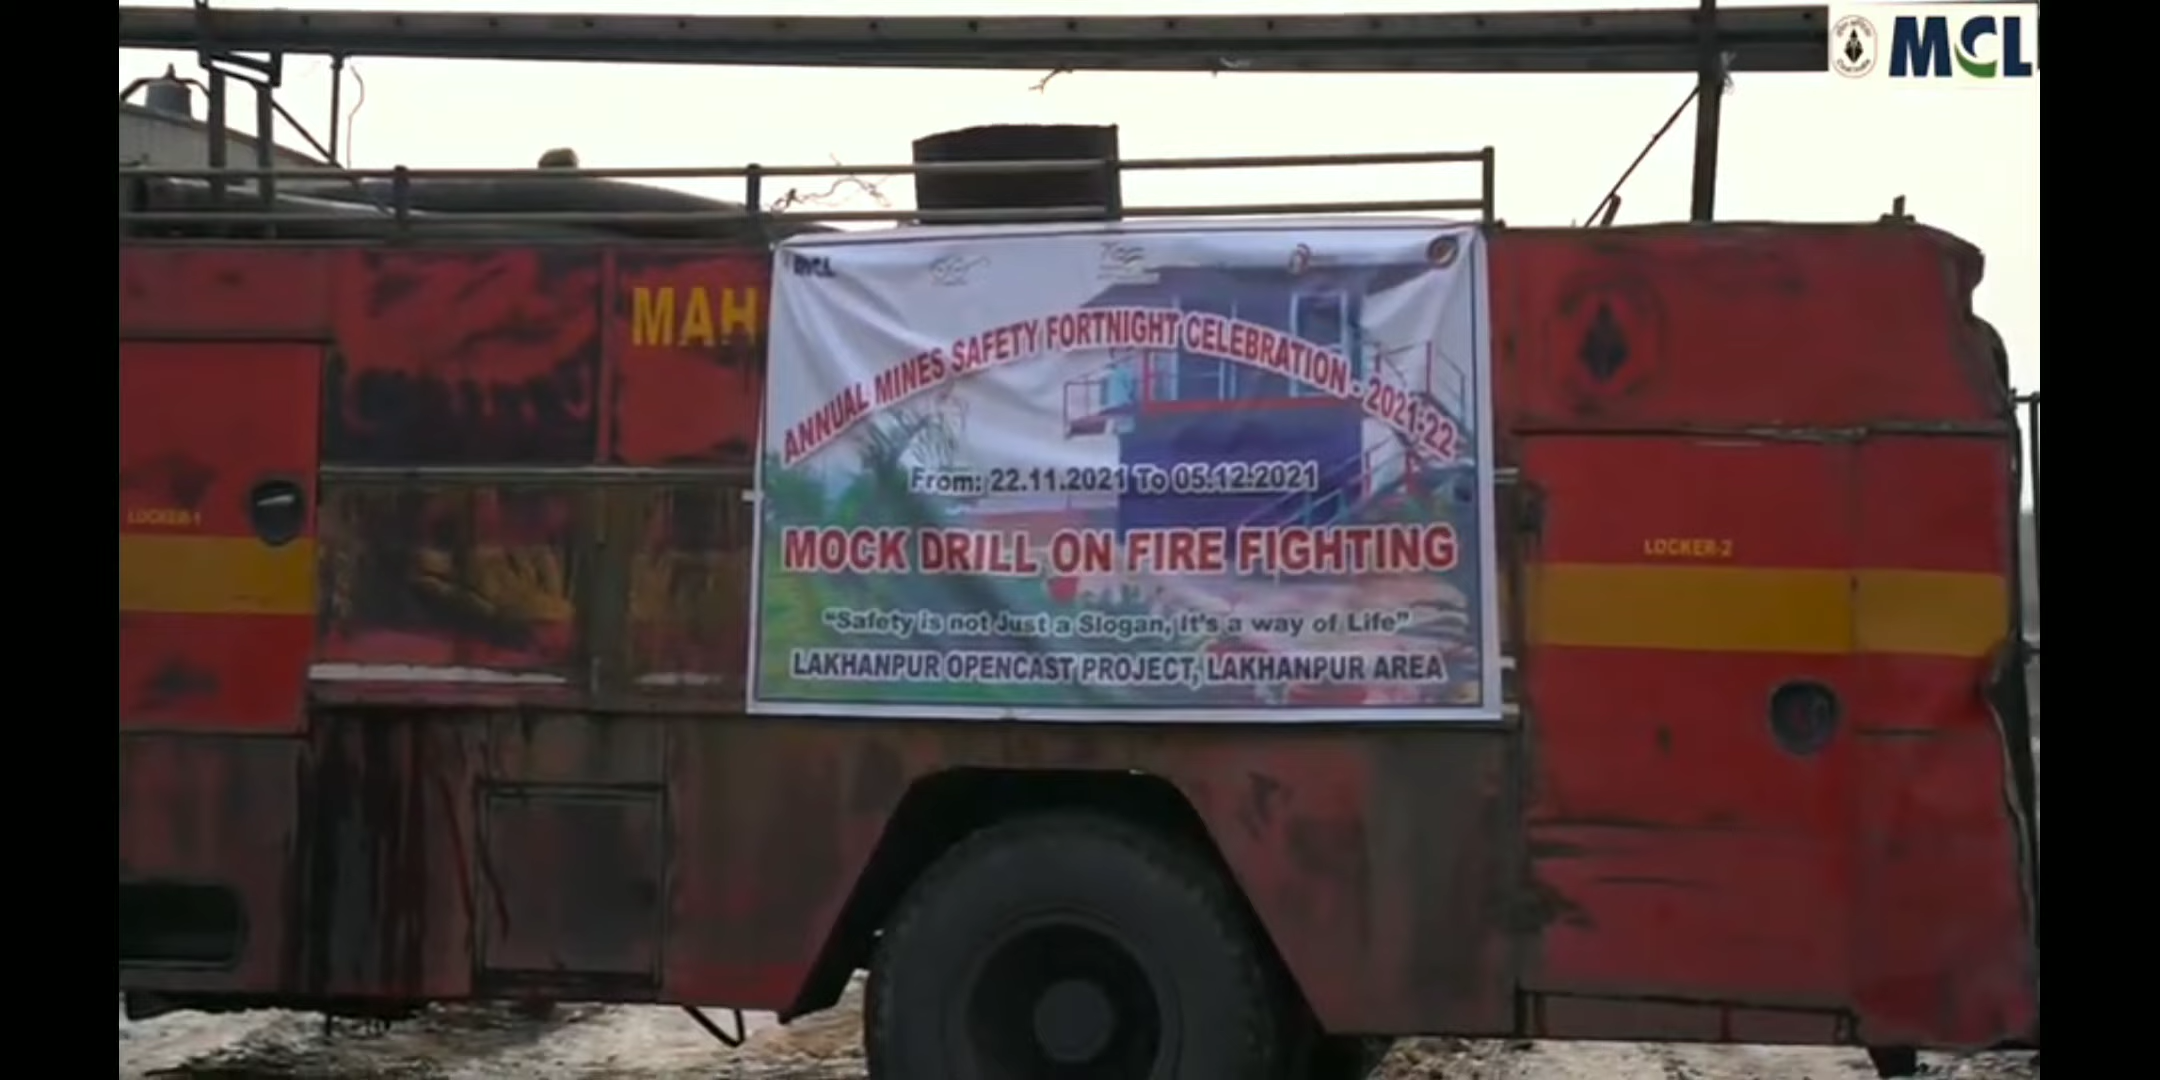 MCL
MAH
MCL
ANNUAL MINES SAFETY FORTNIGHT CELEBRATION - 2021-22
From: 22.11.2021 To 05.12.2021
MOCK DRILL ON FIRE FIGHTING
"Safety is not Just a Slogan, it's a way of Life"
LAKHANPUR OPENCAST PROJECT, LAKHANPUR AREA
LOCKER-1
LOCKER-2